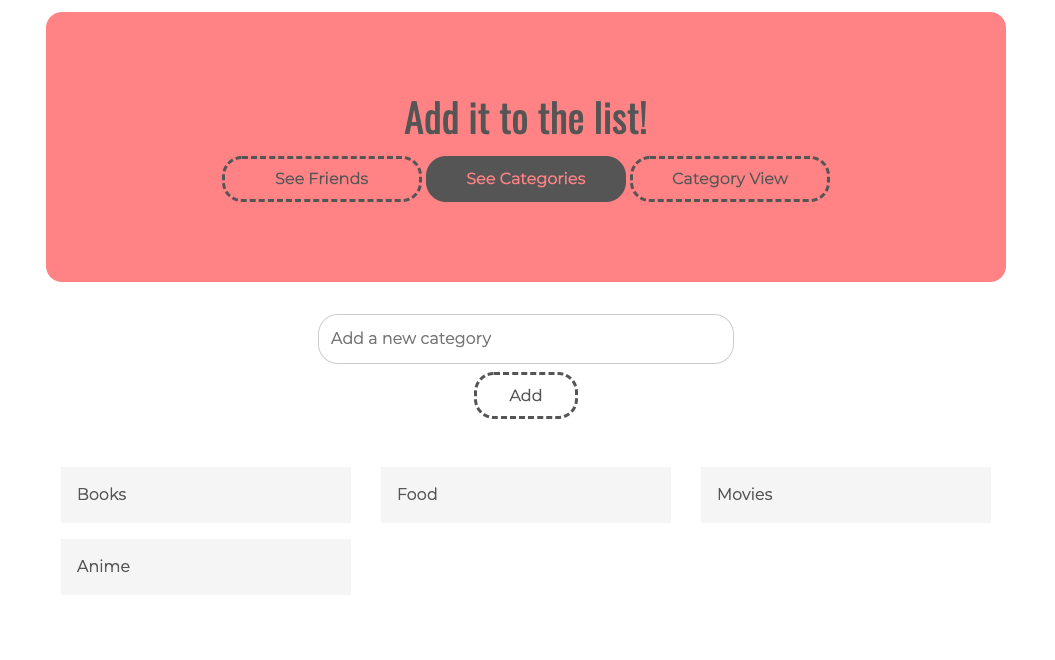 Add it to the list!
See Friends See Categories Category View
Add a new category
Add
Books Food Movies
Anime